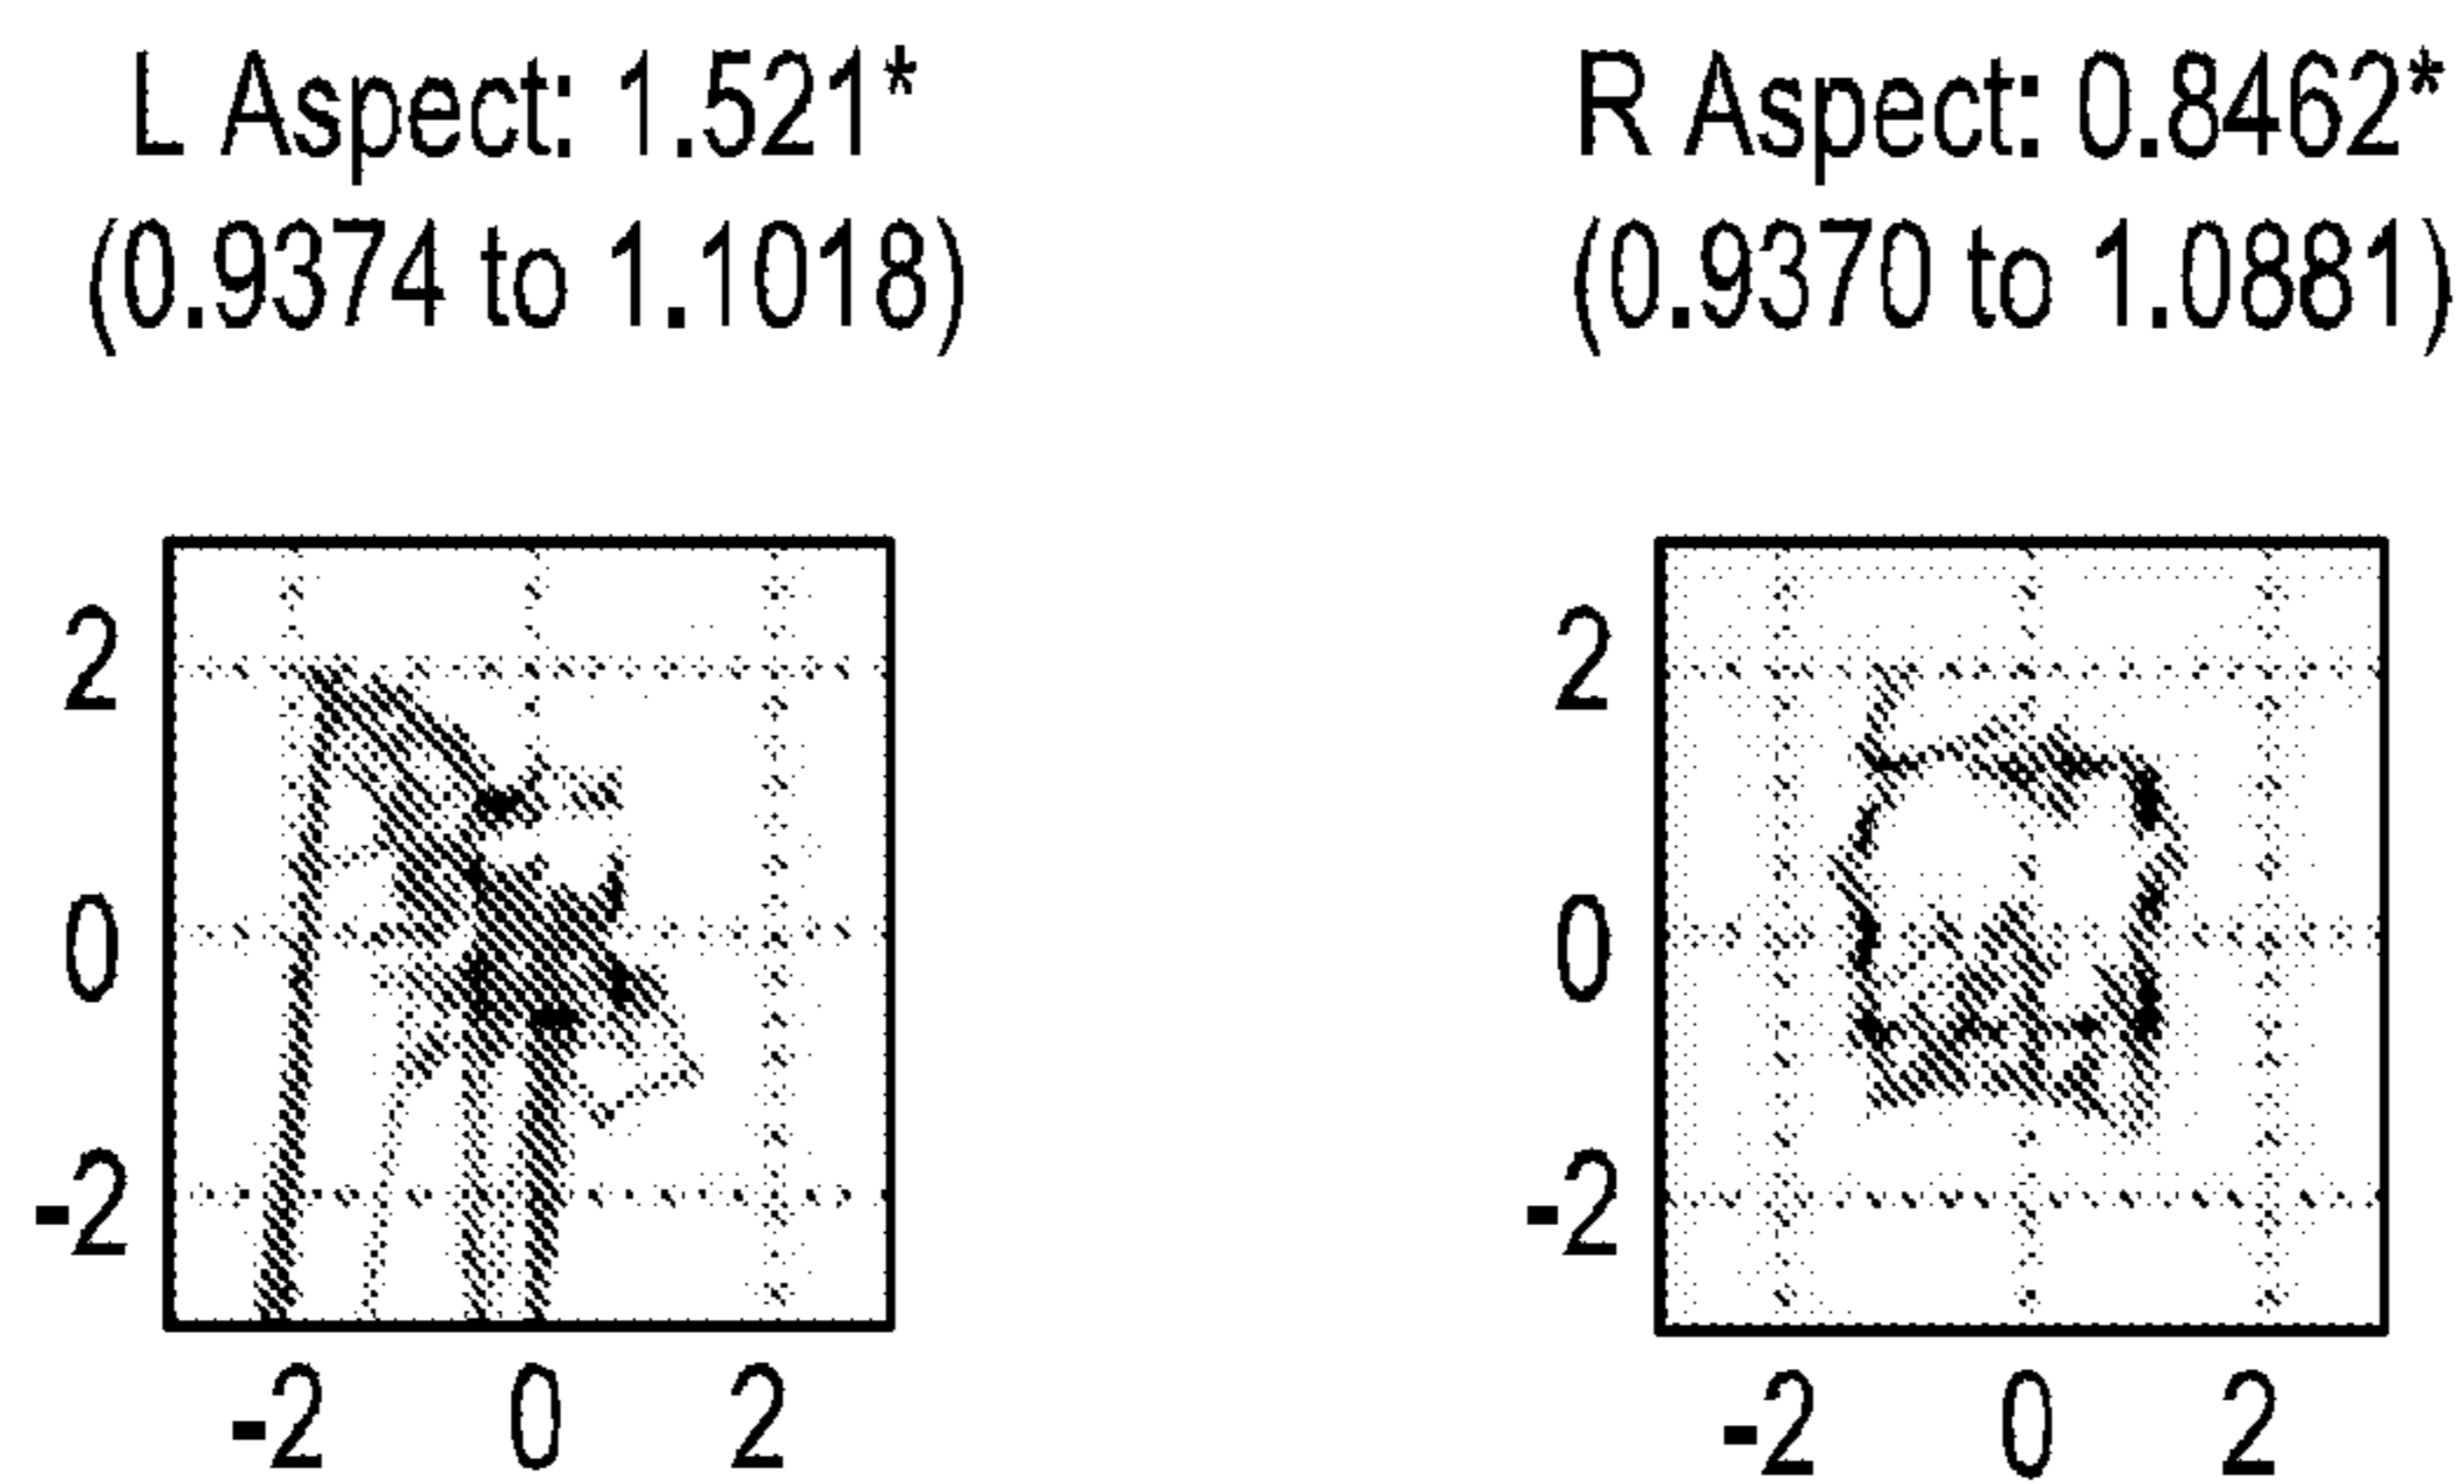 L Aspect: 1.521*
(0.9374 to 1.1018)
R Aspect: 0.8462*
(0.9370 to 1.0881)
2
0
-2
-2 0 2
2
0
-2
-2 0 2